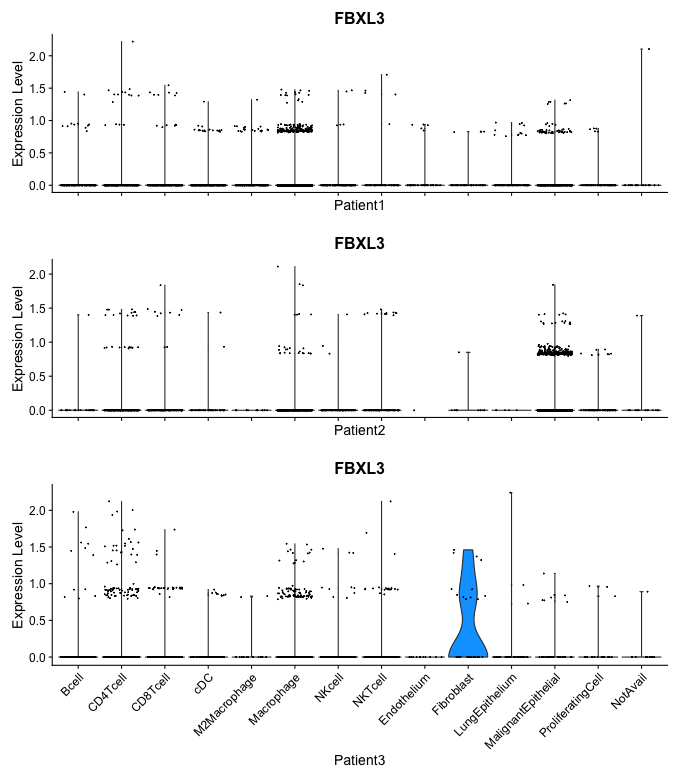 FBXL3
Expression Level
2.0
1.5
1.0
0.5
0.0
Patient1
FBXL3
Expression Level
2.0
1.5
1.0
0.5
0.0
Patient2
FBXL3
Expression Level
2.0
1.5
1.0
0.5
0.0
Bcell
CD4Tcell
CD8Tcell
cDC
M2Macrophage
Macrophage
NKcell
NKTcell
Endothelium
Fibroblast
LungEpithelium
MalignantEpithelial
ProliferatingCell
NotAvail
Patient3